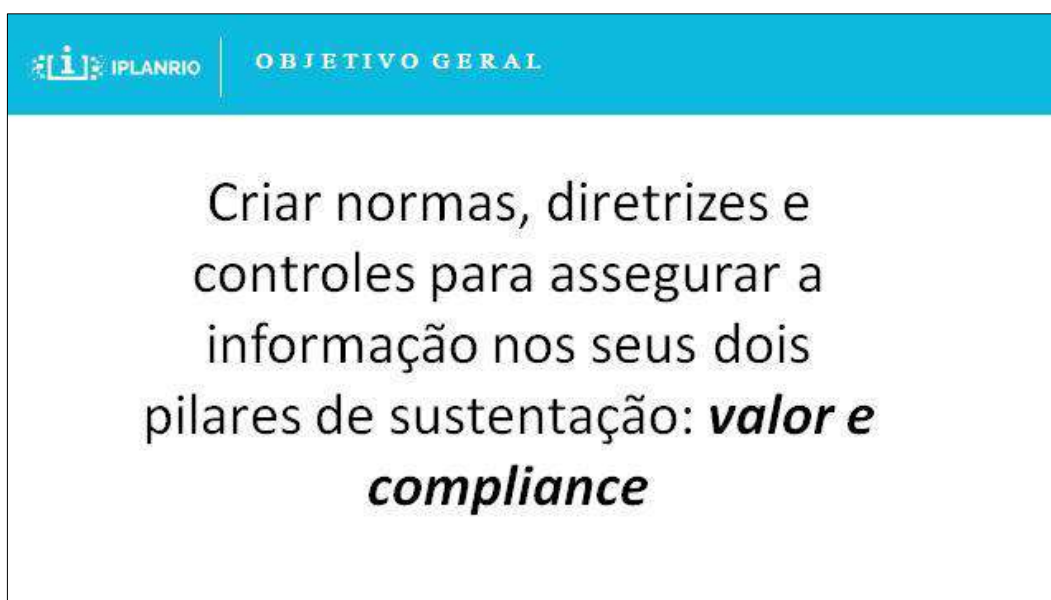 [i] IPLANRIO
OBJETIVO GERAL
Criar normas, diretrizes e
controles para assegurar a
informação nos seus dois
pilares de sustentação: valor e
compliance